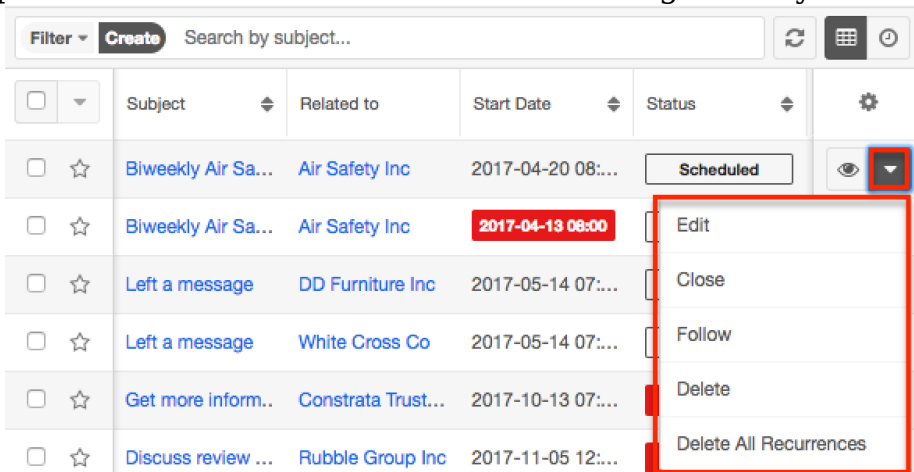 Filter Create Search by subject...
Subject Related to Start Date Status
Biweekly Air Sa... Air Safety Inc 2017-04-20 08:... Scheduled
Biweekly Air Sa... Air Safety Inc 2017-04-13 08:00 Edit
Left a message DD Furniture Inc 2017-05-14 07:... Close
Left a message White Cross Co 2017-05-14 07:... Follow
Get more inform.. Constrata Trust... 2017-10-13 07:... Delete
Discuss review ... Rubble Group Inc 2017-11-05 12:... Delete All Recurrences